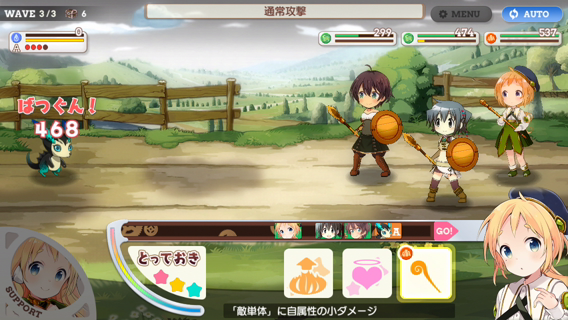 WAVE 3/3 6
通常攻撃
MENU
AUTO
0
A
299
474
537
ばつぐん!
468
A
GO!
とっておき
SUPPORT
「敵単体」に自属性の小ダメージ